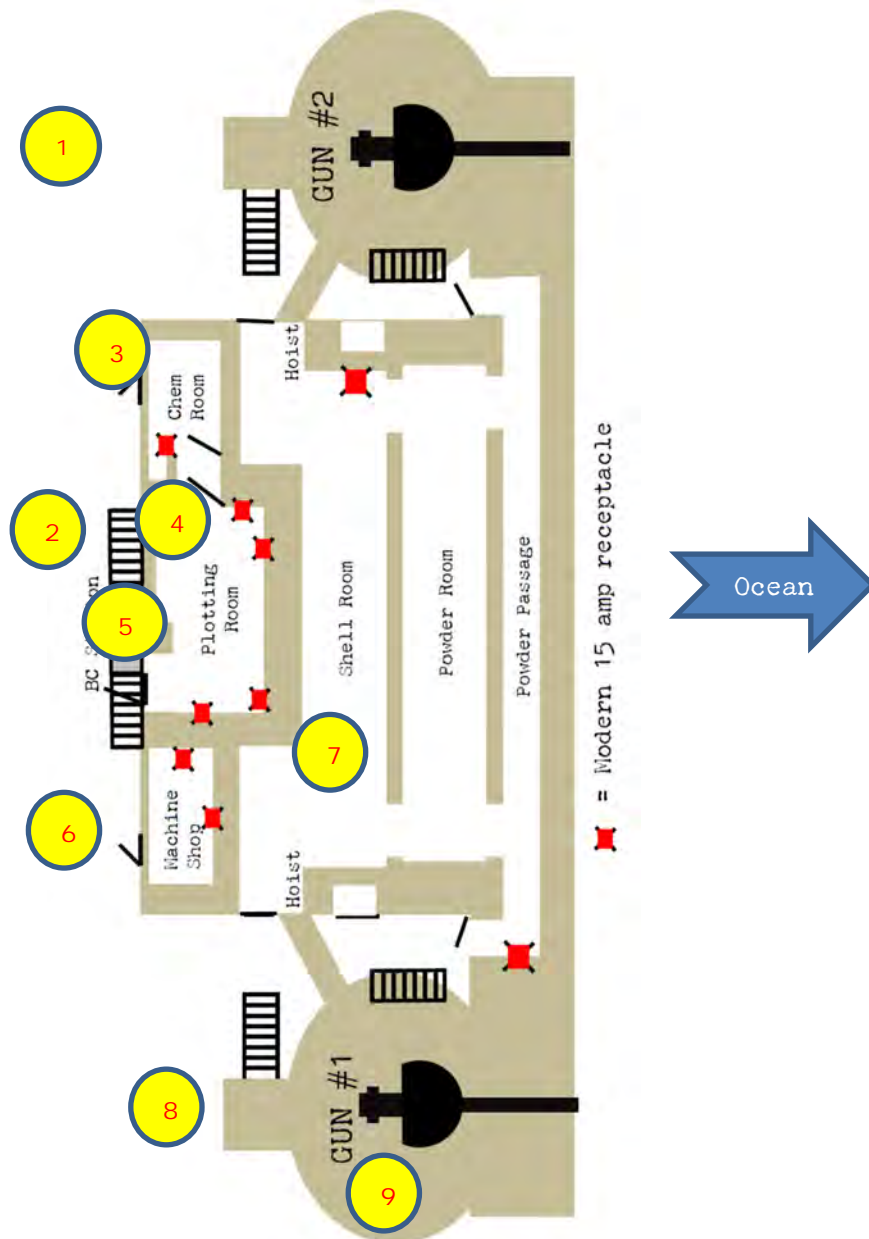 1
GUN #2
3
Hoist
Chem
Room
2
4
5
BC
Plotting
Room
Shell Room
Powder Room
Powder Passage
Ocean
= Modern 15 amp receptacle
7
6
Machine
Shop
Hoist
8
GUN #1
9